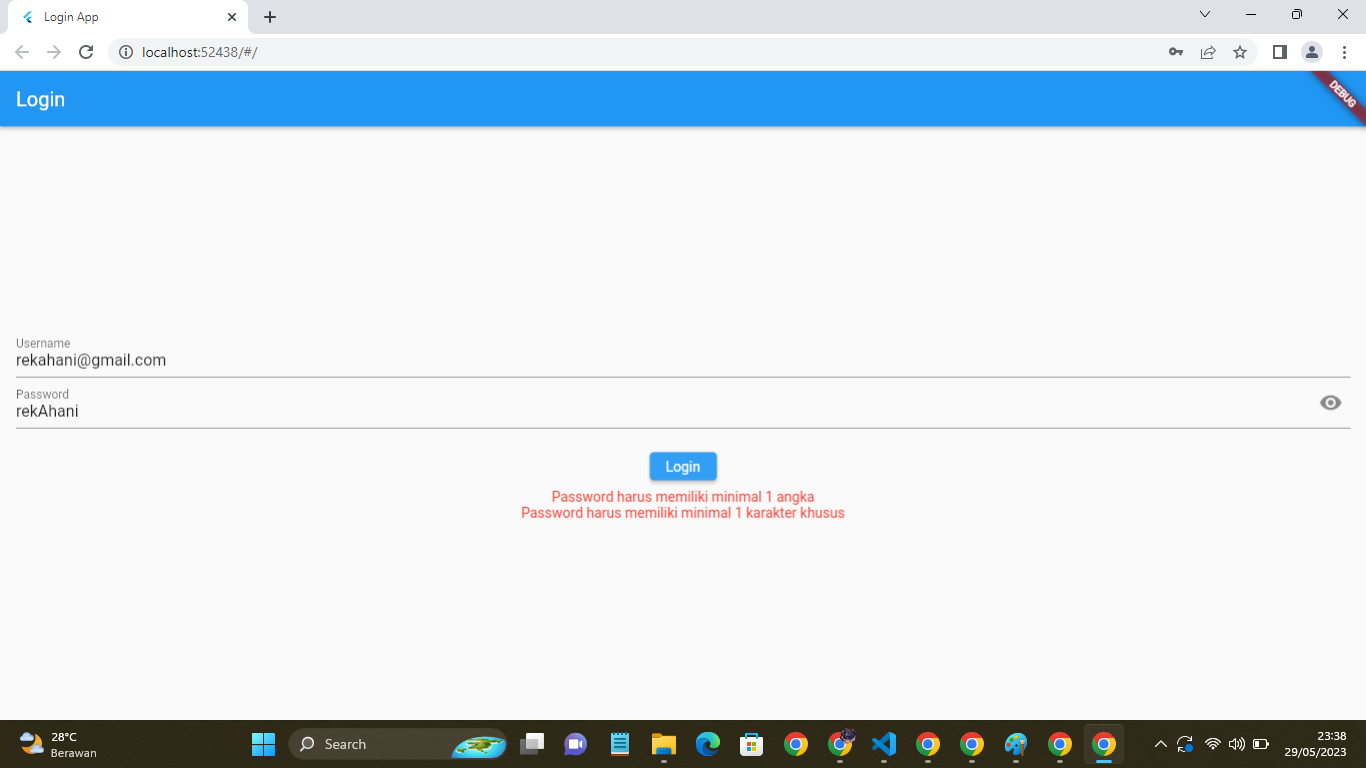 Login App
localhost:52438/#/
Login
DEBUG
Username
rekahani@gmail.com
Password
rekAhani
Login
Password harus memiliki minimal 1 angka
Password harus memiliki minimal 1 karakter khusus
28°C
Berawan
Search
23:38
29/05/2023